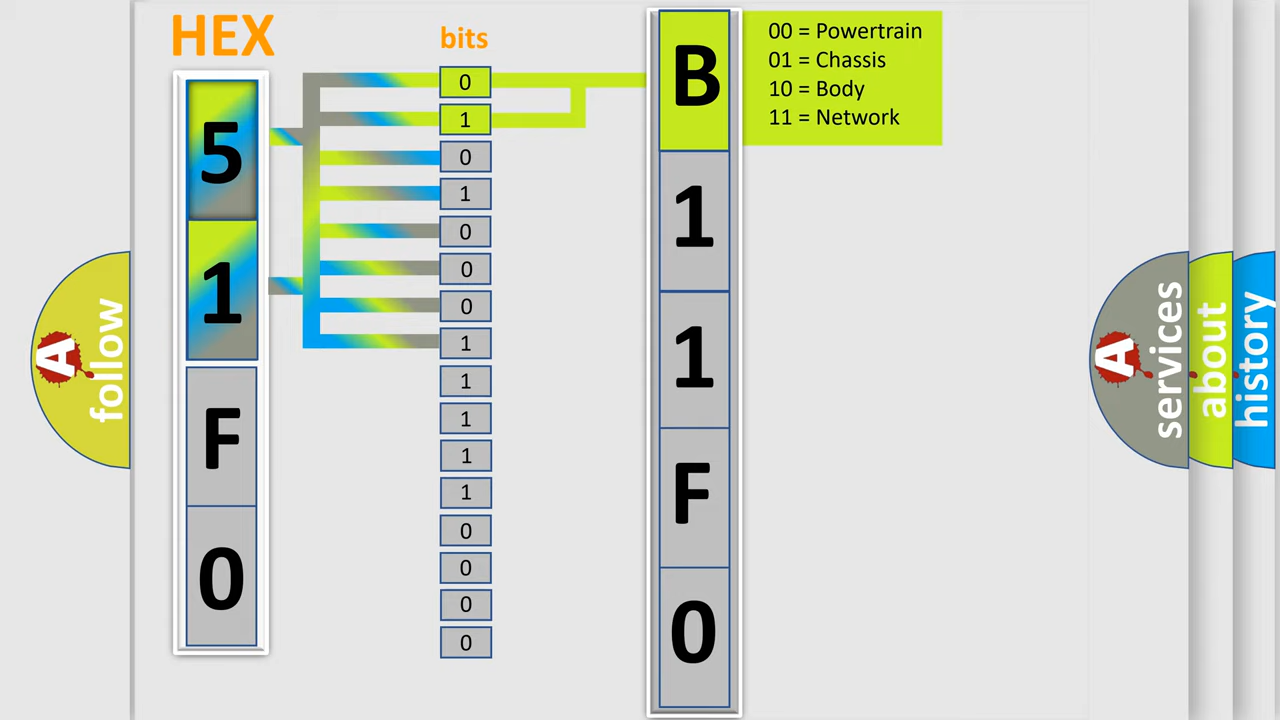 HEX
5
1
F
0
bits
0
1
0
1
0
0
0
1
1
1
1
1
0
0
0
0
B
1
1
F
0
00 = Powertrain
01 = Chassis
10 = Body
11 = Network
A follow
A services
about
history